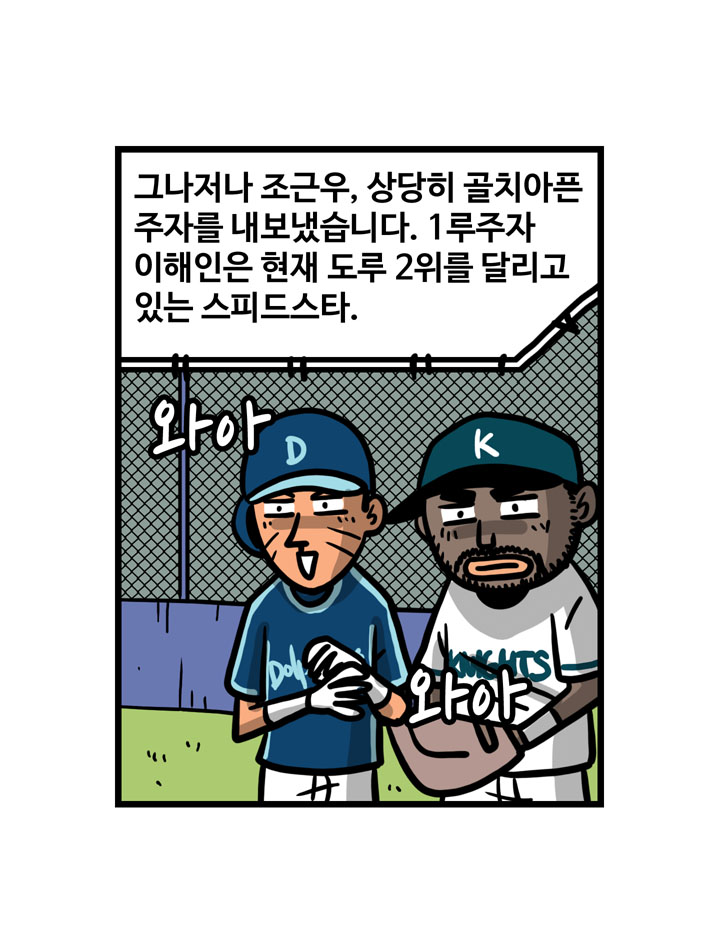 그나저나 조근우, 상당히 골치아픈
주자를 내보냈습니다. 1루주자
이해인은 현재 도루 2위를 달리고
있는 스피드스타.
와아
D
K
KNIGHTS
와아